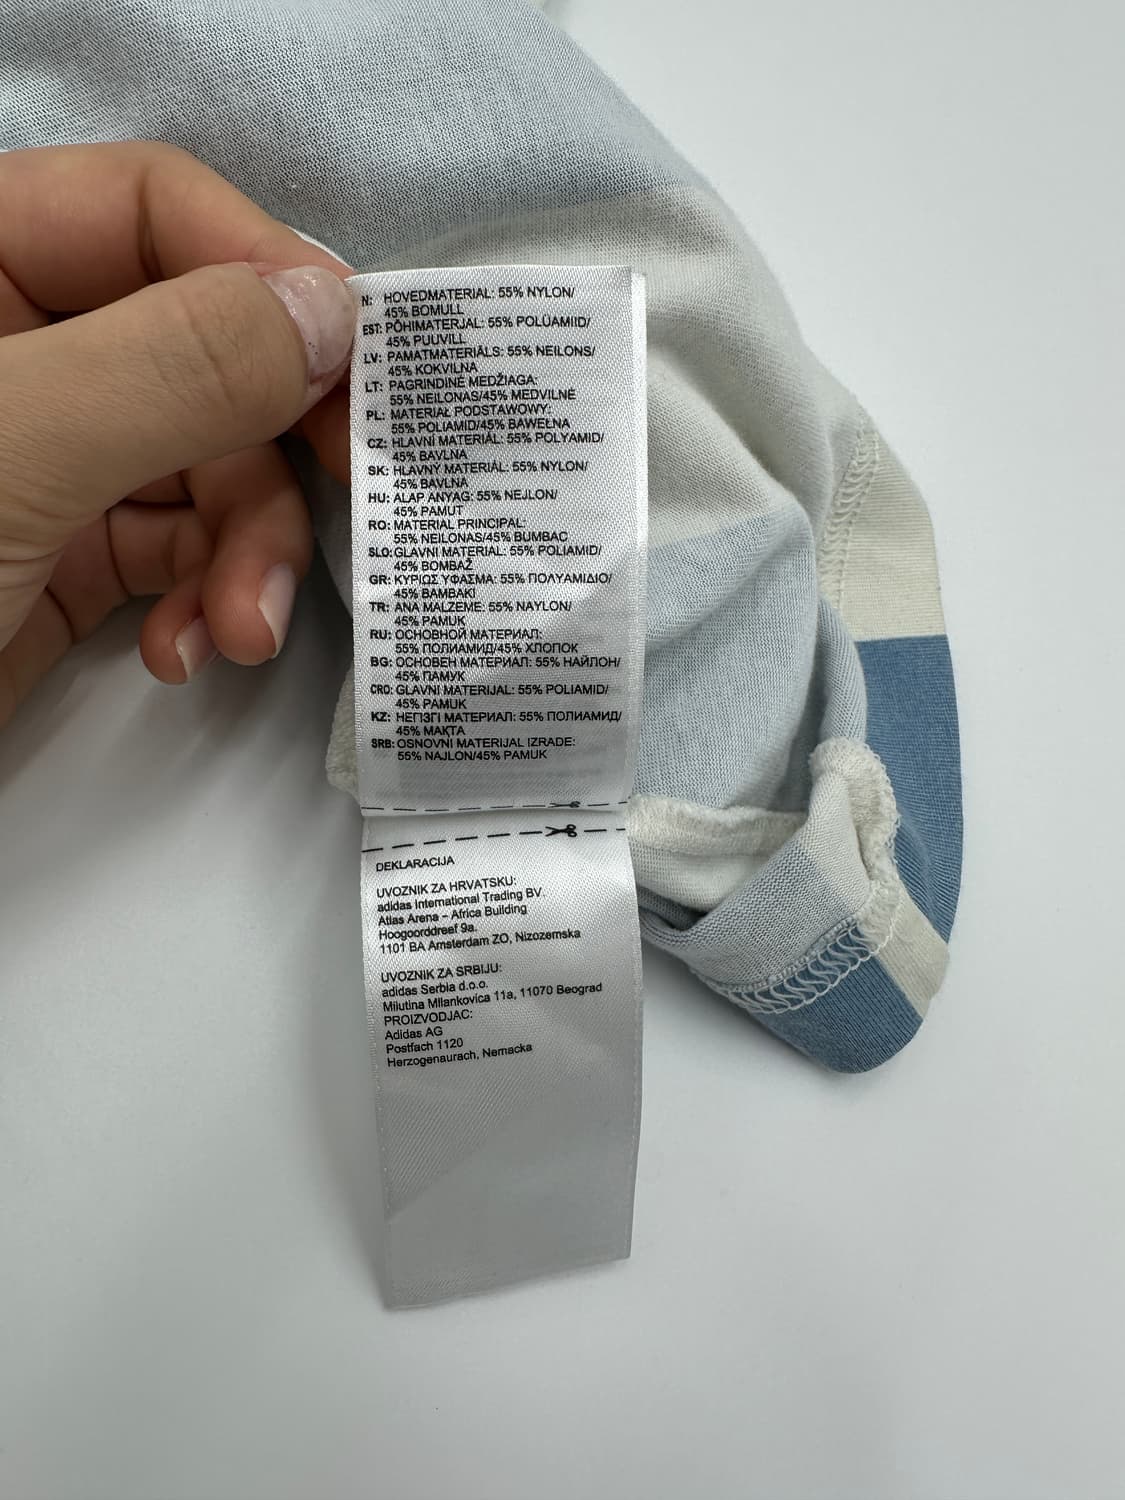 N: HOVEDMATERIAL: 55% NYLON/
45% BOMULL
EST: PÕHIMATERJAL: 55% POLÜAMIID/
45% PUUVILL
LV: PAMATMATERIĀLS: 55% NEILONS/
45% KOKVILNA
LT: PAGRINDINĖ MEDŽIAGA:
55% NEILONAS/45% MEDVILNĖ
PL: MATERIAŁ PODSTAWOWY:
55% POLIAMID/45% BAWEŁNA
CZ: HLAVNÍ MATERIÁL: 55% POLYAMID/
45% BAVLNA
SK: HLAVNÝ MATERIÁL: 55% NYLON/
45% BAVLNA
HU: ALAP ANYAG: 55% NEJLON/
45% PAMUT
RO: MATERIAL PRINCIPAL:
55% NEILONAS/45% BUMBAC
SLO: GLAVNI MATERIAL: 55% POLIAMID/
45% BOMBAŽ
GR: ΚΥΡΙΩΣ ΥΦΑΣΜΑ: 55% ΠΟΛΥΑΜΙΔΙΟ/
45% ΒΑΜΒΑΚΙ
TR: ANA MALZEME: 55% NAYLON/
45% PAMUK
RU: ОСНОВНОЙ МАТЕРИАЛ:
55% ПОЛИАМИД/45% ХЛОПОК
BG: ОСНОВЕН МАТЕРИАЛ: 55% НАЙЛОН/
45% ПАМУК
CRO: GLAVNI MATERIJAL: 55% POLIAMID/
45% PAMUK
KZ: НЕГІЗГІ МАТЕРИАЛ: 55% ПОЛИАМИД/
45% МАҚТА
SRB: OSNOVNI MATERIJAL IZRADE:
55% NAJLON/45% PAMUK
DEKLARACIJA
UVOZNIK ZA HRVATSKU:
adidas International Trading BV.
Atlas Arena – Africa Building
Hoogoorddreef 9a.
1101 BA Amsterdam ZO, Nizozemska
UVOZNIK ZA SRBIJU:
adidas Serbia d.o.o.
Milutina Milankovica 11a, 11070 Beograd
PROIZVODJAC:
Adidas AG
Postfach 1120
Herzogenaurach, Nemacka